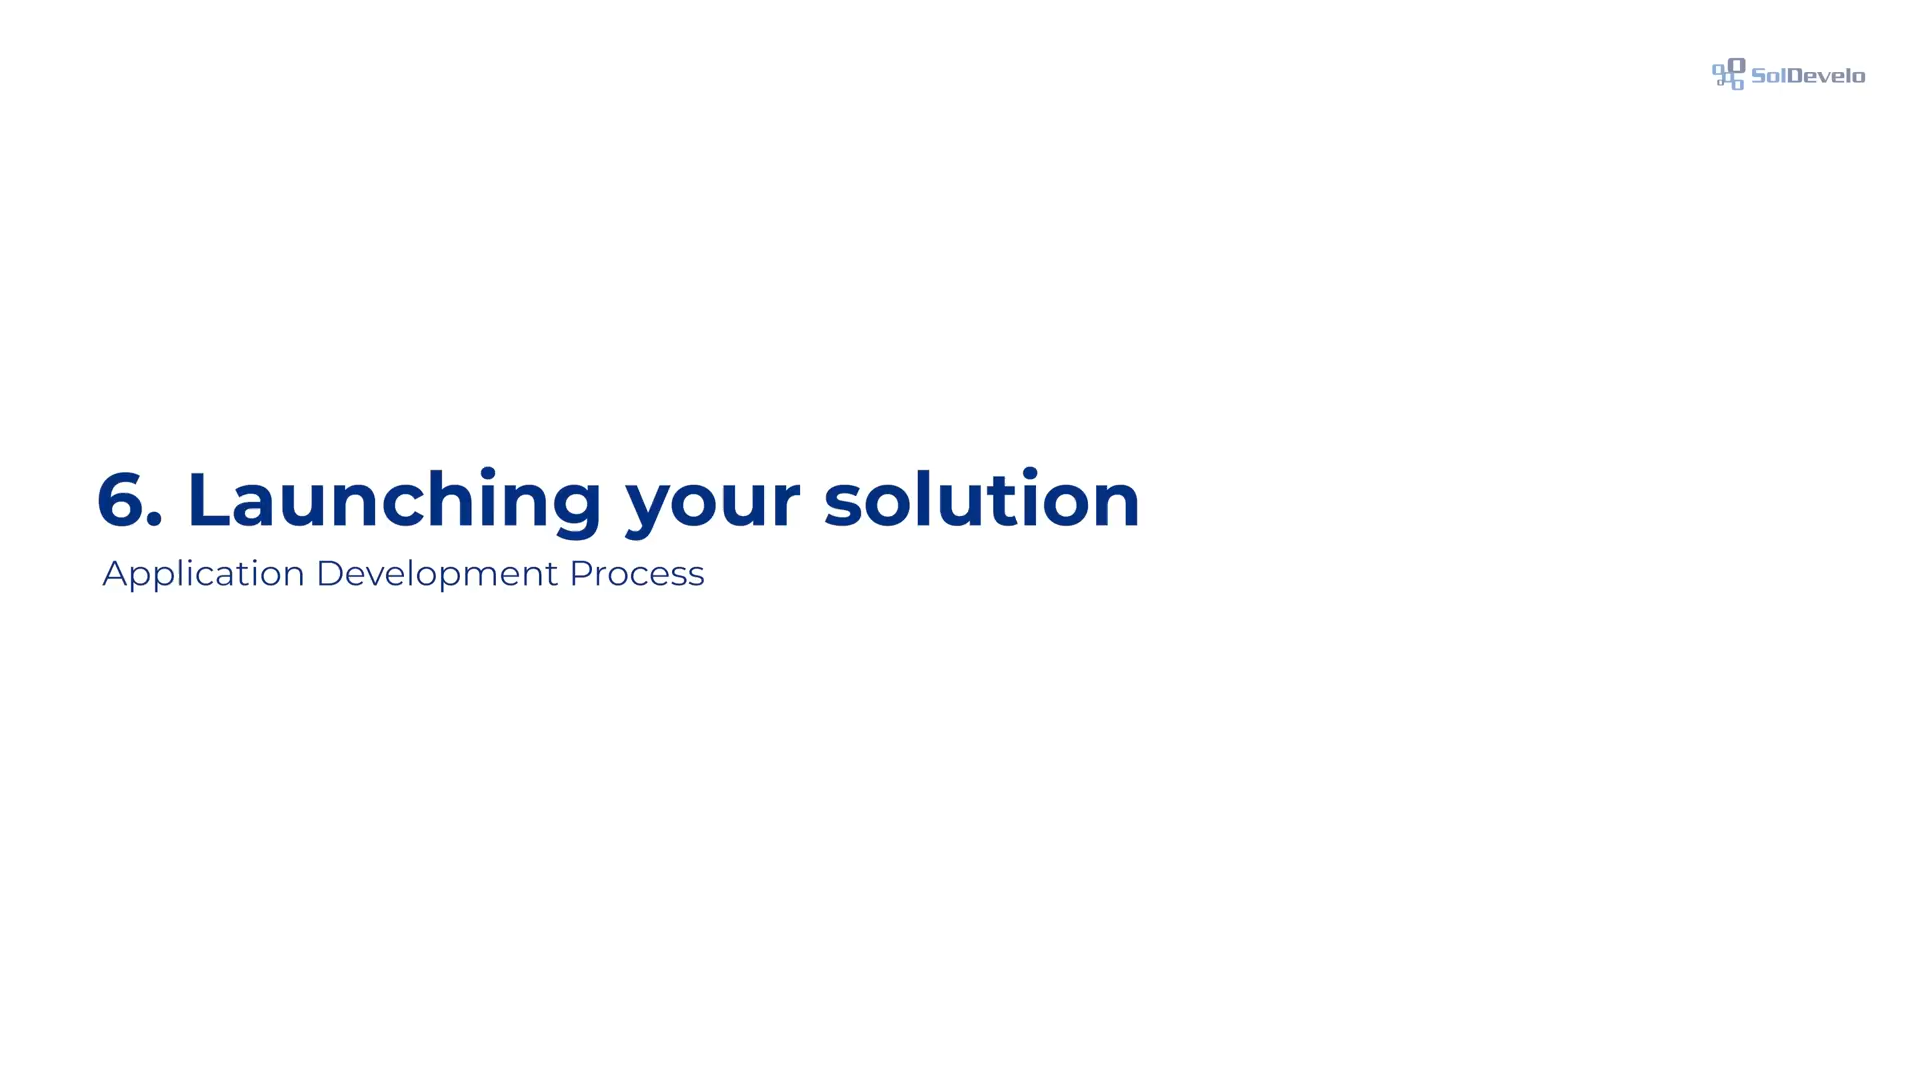 SolDevelo
6. Launching your solution
Application Development Process